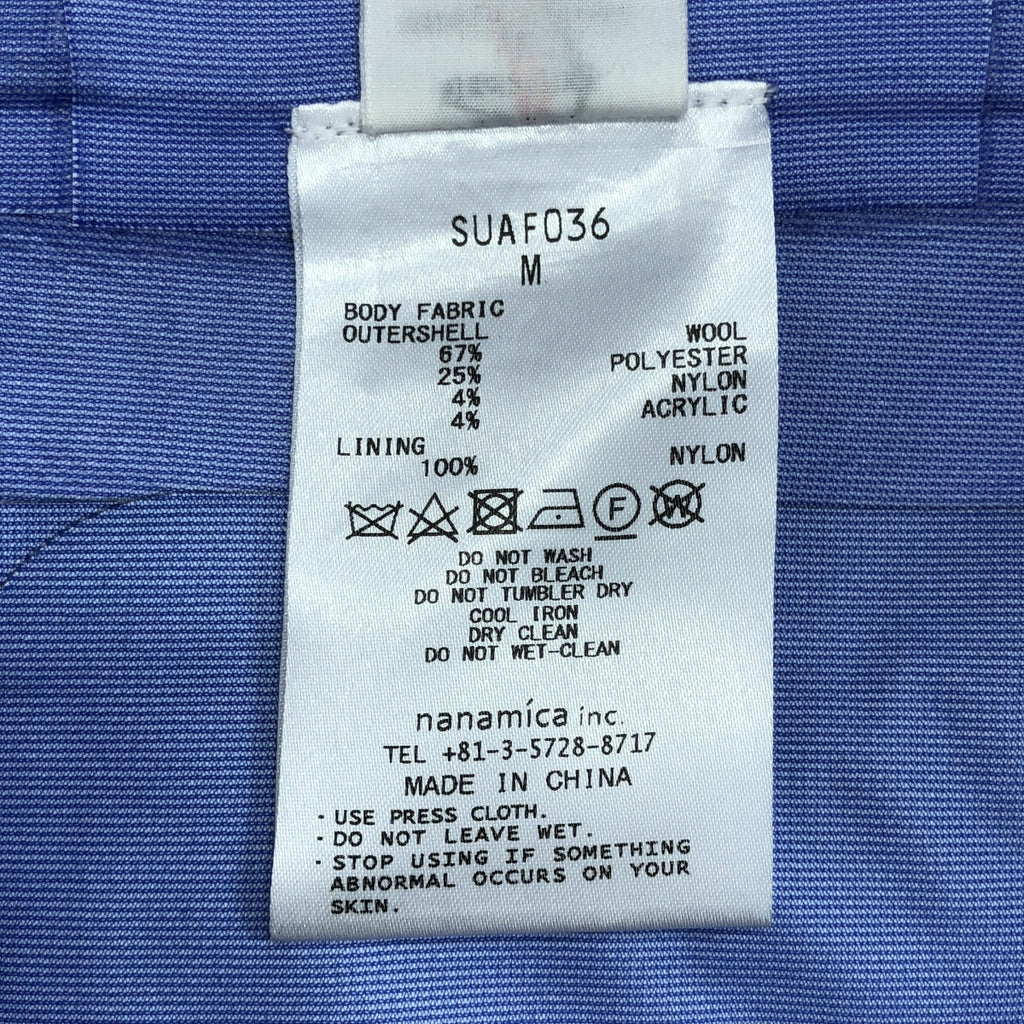 SUAF036
M
BODY FABRIC
OUTERSHELL
67% WOOL
25% POLYESTER
4% NYLON
4% ACRYLIC
LINING
100% NYLON
F W
DO NOT WASH
DO NOT BLEACH
DO NOT TUMBLER DRY
COOL IRON
DRY CLEAN
DO NOT WET-CLEAN
nanamíca inc.
TEL +81-3-5728-8717
MADE IN CHINA
·USE PRESS CLOTH.
·DO NOT LEAVE WET.
·STOP USING IF SOMETHING
ABNORMAL OCCURS ON YOUR
SKIN.